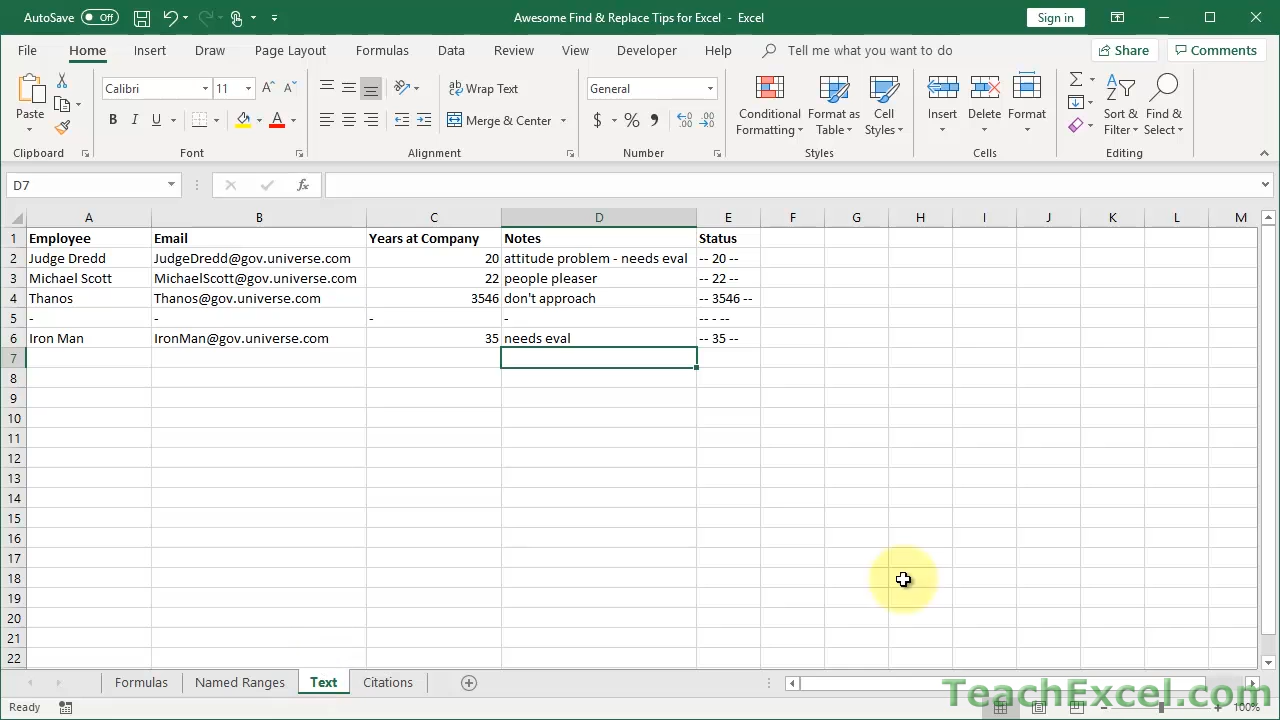 AutoSave Off Awesome Find & Replace Tips for Excel - Excel Sign in
File Home Insert Draw Page Layout Formulas Data Review View Developer Help Tell me what you want to do Share Comments
Paste Calibri 11 A A ab Wrap Text General Conditional Formatting Format as Table Cell Styles Insert Delete Format Sort & Filter Find & Select
B I U A Merge & Center $ % 9 .00 .0
Clipboard Font Alignment Number Styles Cells Editing
D7 fx
A B C D E F G H I J K L M
1 Employee Email Years at Company Notes Status
2 Judge Dredd JudgeDredd@gov.universe.com 20 attitude problem - needs eval -- 20 --
3 Michael Scott MichaelScott@gov.universe.com 22 people pleaser -- 22 --
4 Thanos Thanos@gov.universe.com 3546 don't approach -- 3546 --
5 - - - - -- - --
6 Iron Man IronMan@gov.universe.com 35 needs eval -- 35 --
7
8
9
10
11
12
13
14
15
16
17
18
19
20
21
22
Formulas Named Ranges Text Citations
TeachExcel.com
Ready 100%